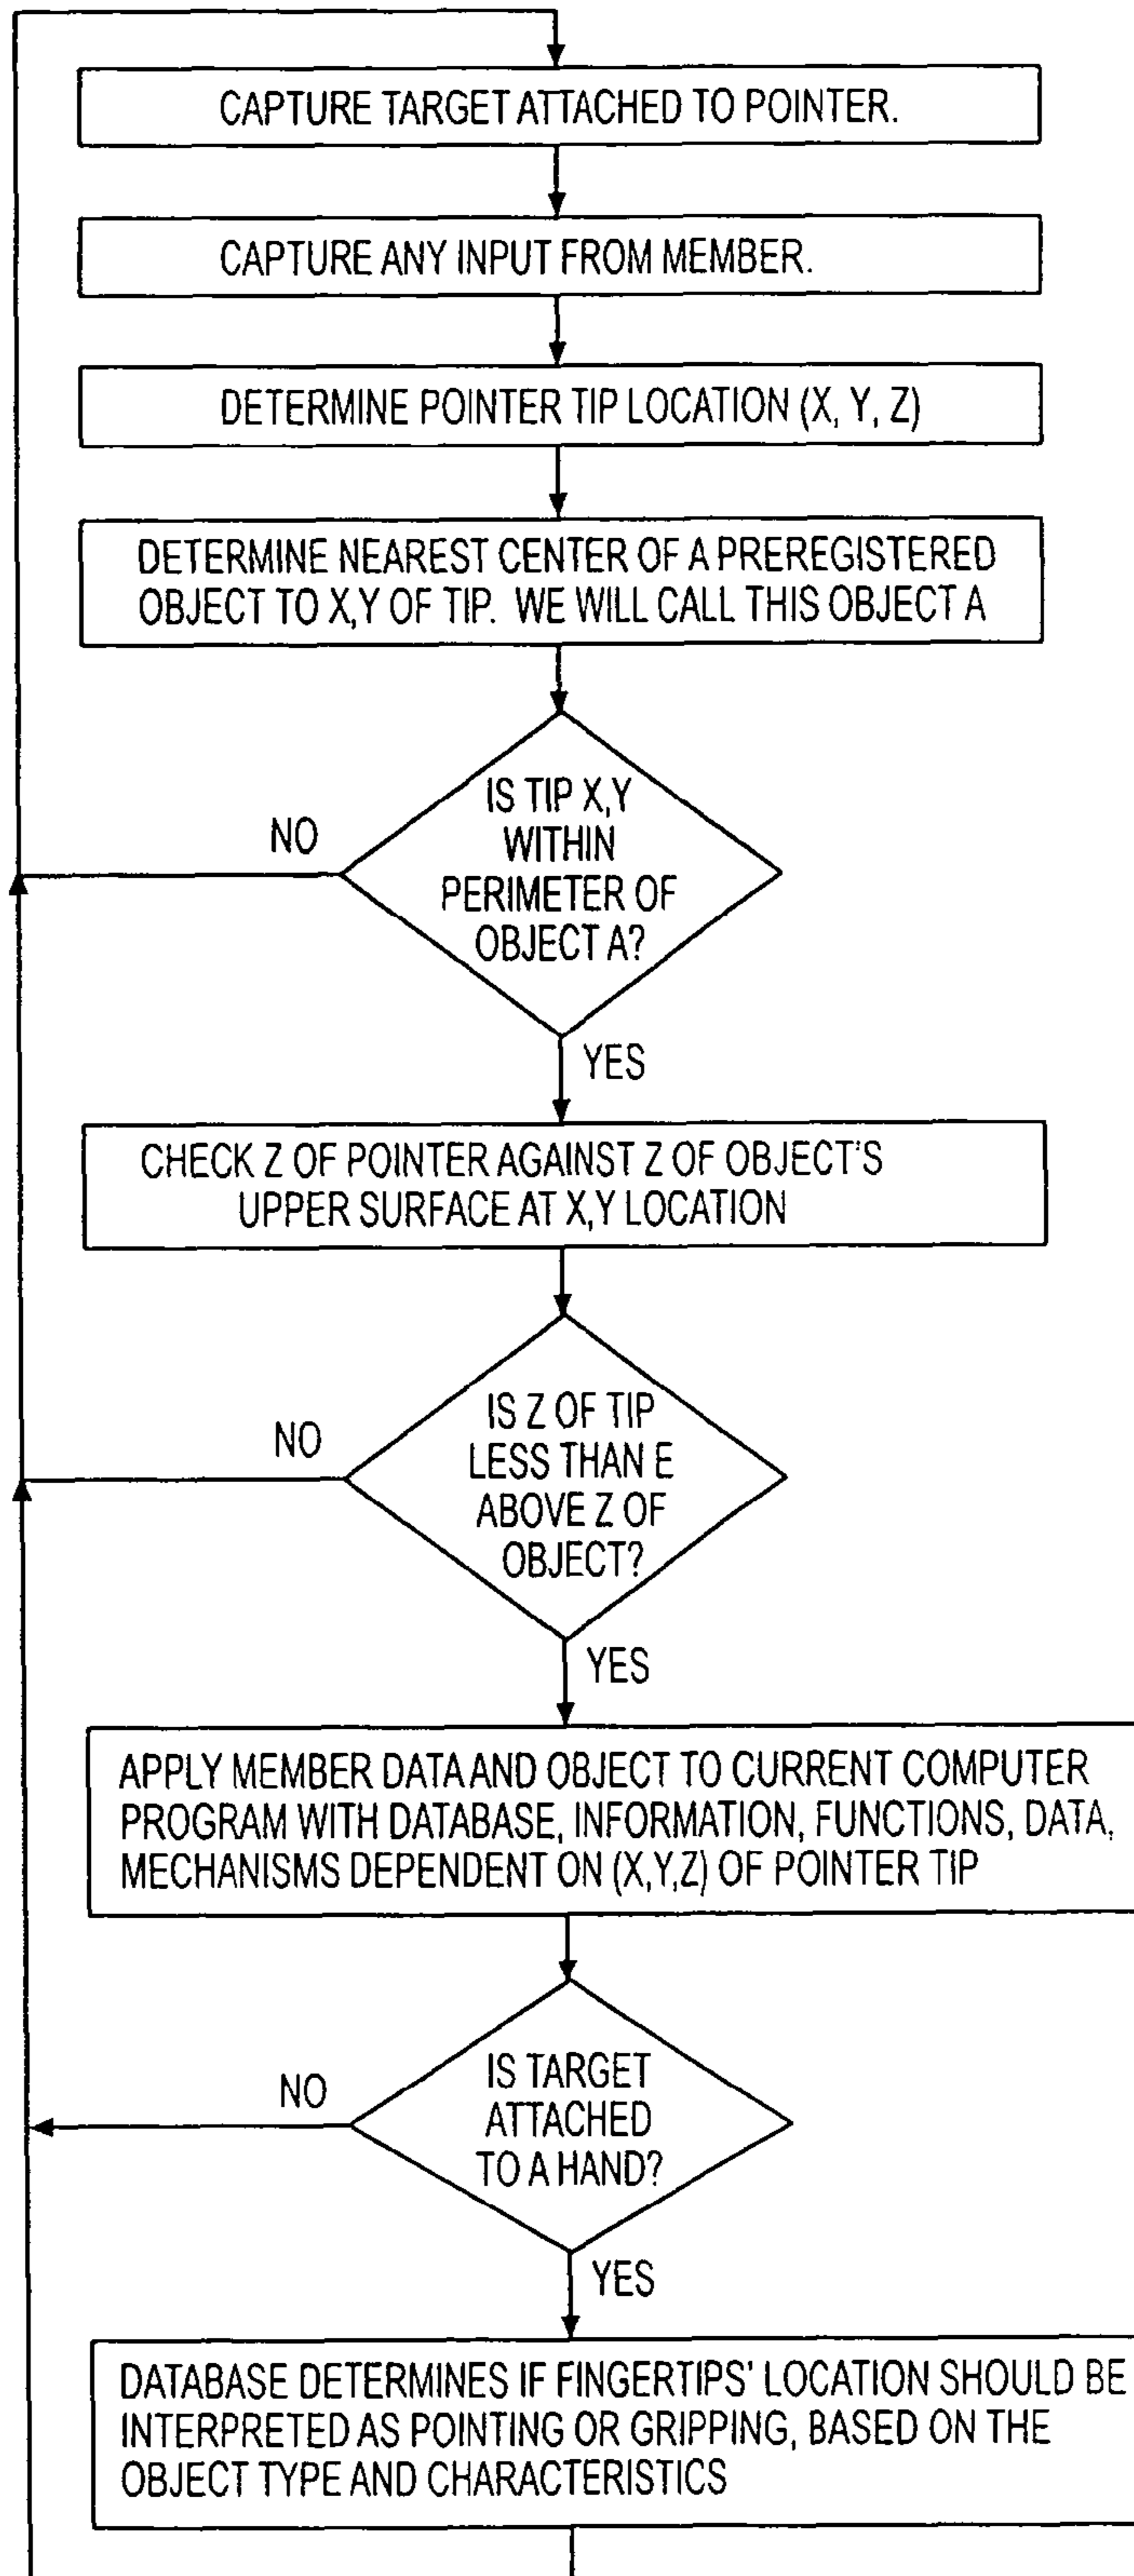 CAPTURE TARGET ATTACHED TO POINTER.
CAPTURE ANY INPUT FROM MEMBER.
DETERMINE POINTER TIP LOCATION (X, Y, Z)
DETERMINE NEAREST CENTER OF A PREREGISTERED
OBJECT TO X,Y OF TIP. WE WILL CALL THIS OBJECT A
IS TIP X,Y
WITHIN
PERIMETER OF
OBJECT A?
NO
YES
CHECK Z OF POINTER AGAINST Z OF OBJECT'S
UPPER SURFACE AT X,Y LOCATION
IS Z OF TIP
LESS THAN E
ABOVE Z OF
OBJECT?
NO
YES
APPLY MEMBER DATA AND OBJECT TO CURRENT COMPUTER
PROGRAM WITH DATABASE, INFORMATION, FUNCTIONS, DATA,
MECHANISMS DEPENDENT ON (X,Y,Z) OF POINTER TIP
IS TARGET
ATTACHED
TO A HAND?
NO
YES
DATABASE DETERMINES IF FINGERTIPS' LOCATION SHOULD BE
INTERPRETED AS POINTING OR GRIPPING, BASED ON THE
OBJECT TYPE AND CHARACTERISTICS